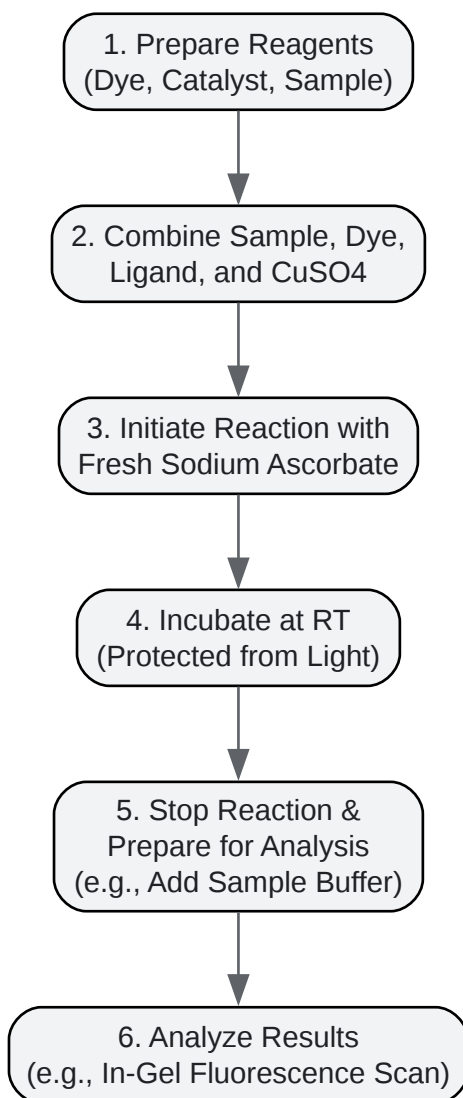 1. Prepare Reagents
(Dye, Catalyst, Sample)
2. Combine Sample, Dye,
Ligand, and CuSO4
3. Initiate Reaction with
Fresh Sodium Ascorbate
4. Incubate at RT
(Protected from Light)
5. Stop Reaction &
Prepare for Analysis
(e.g., Add Sample Buffer)
6. Analyze Results
(e.g., In-Gel Fluorescence Scan)